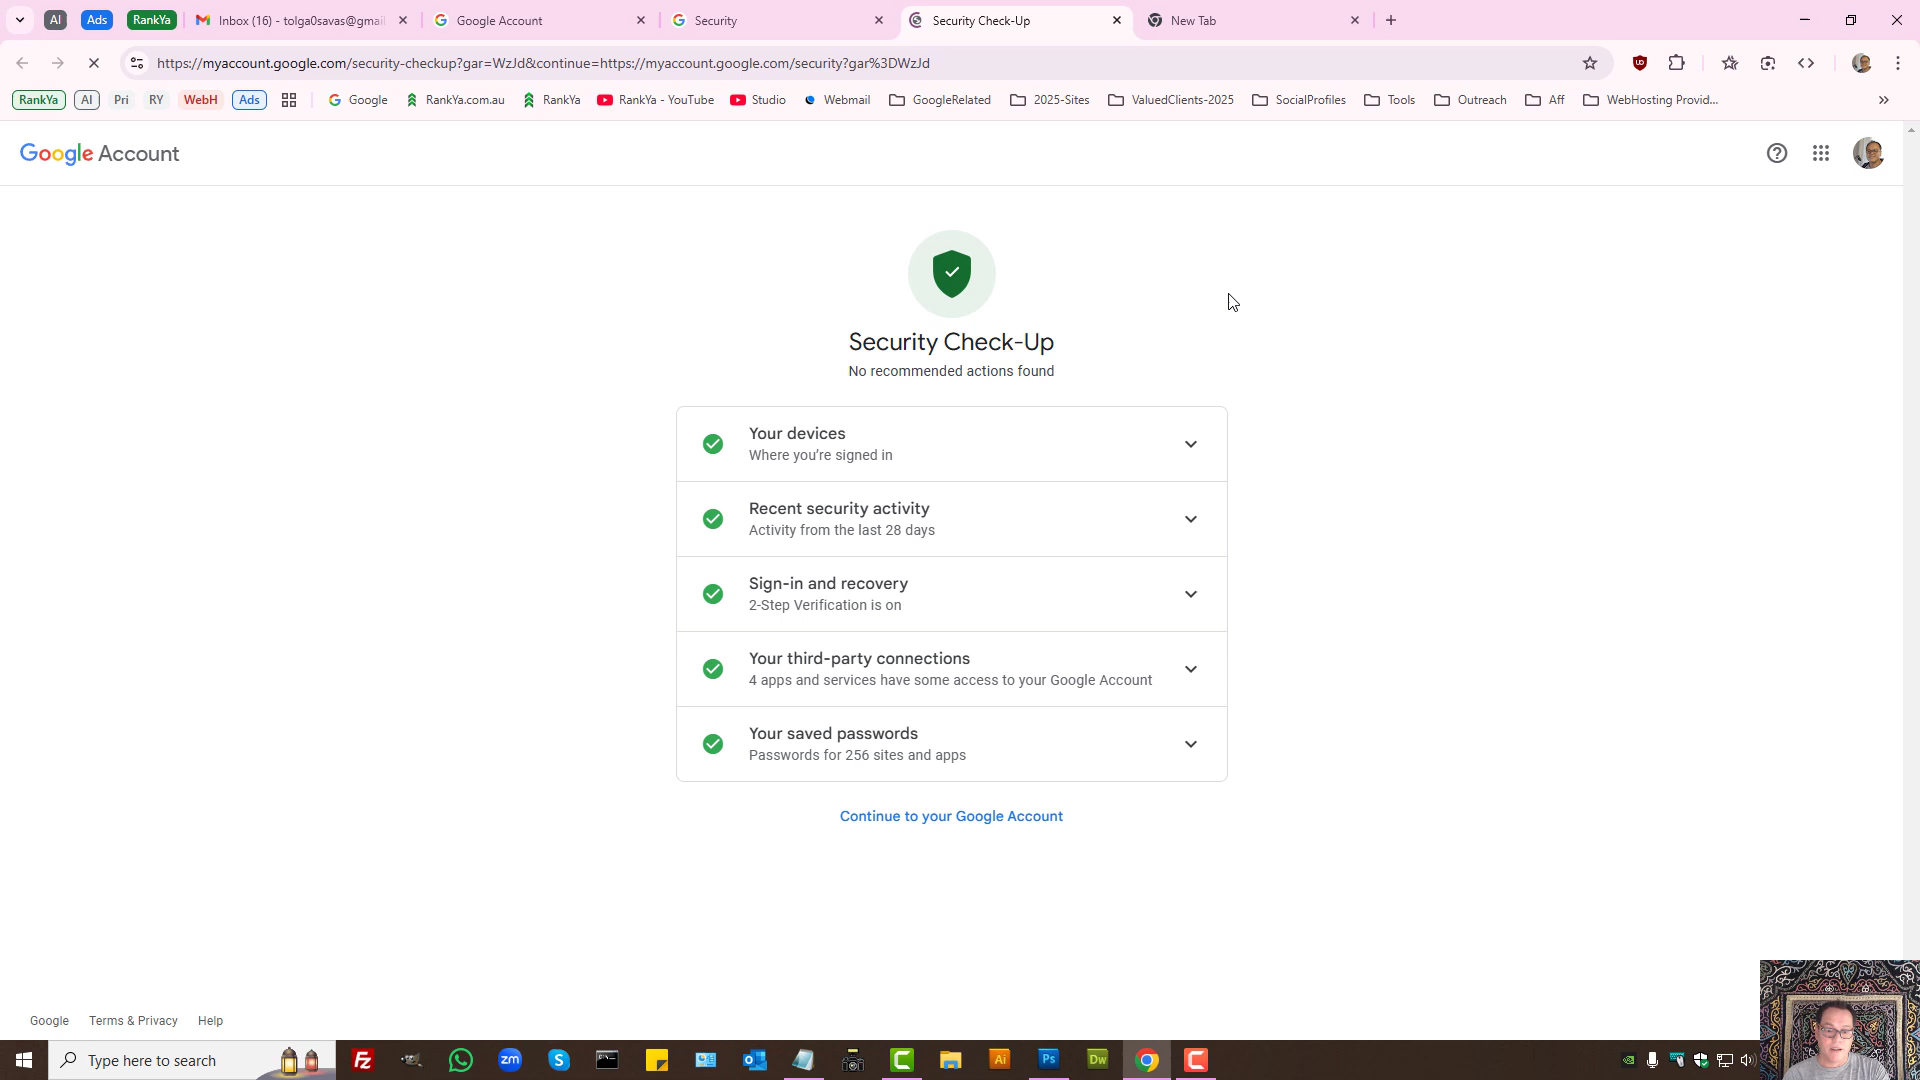 AI
Ads
RankYa
Inbox (16) - tolga0savas@gmai
Google Account
Security
Security Check-Up
New Tab
https://myaccount.google.com/security-checkup?gar=WzJd&continue=https://myaccount.google.com/security?gar%3DWzJd
RankYa
AI
Pri
RY
WebH
Ads
Google
RankYa.com.au
RankYa
RankYa - YouTube
Studio
Webmail
GoogleRelated
2025-Sites
ValuedClients-2025
SocialProfiles
Tools
Outreach
Aff
WebHosting Provid...
Google Account
Security Check-Up
No recommended actions found
Your devices
Where you’re signed in
Recent security activity
Activity from the last 28 days
Sign-in and recovery
2-Step Verification is on
Your third-party connections
4 apps and services have some access to your Google Account
Your saved passwords
Passwords for 256 sites and apps
Continue to your Google Account
Google
Terms & Privacy
Help
Type here to search
FZ
zm
S
Ai
Ps
Dw